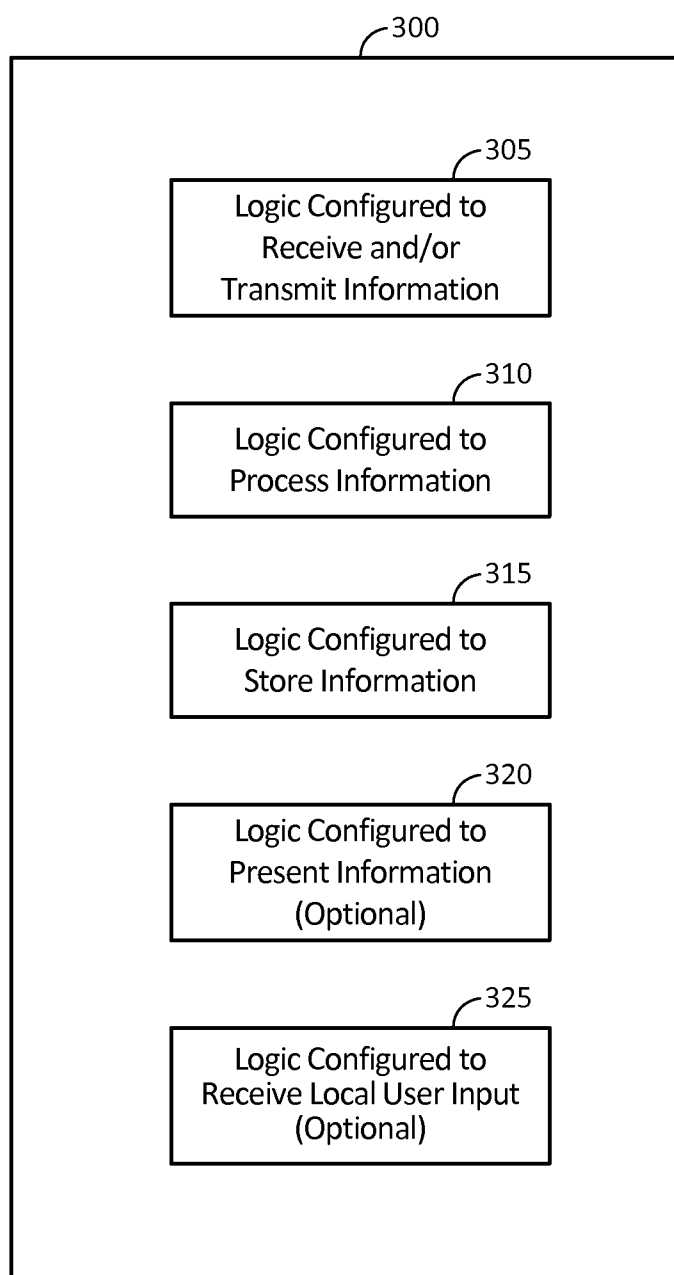 300
305
Logic Configured to
Receive and/or
Transmit Information
310
Logic Configured to
Process Information
315
Logic Configured to
Store Information
320
Logic Configured to
Present Information
(Optional)
325
Logic Configured to
Receive Local User Input
(Optional)